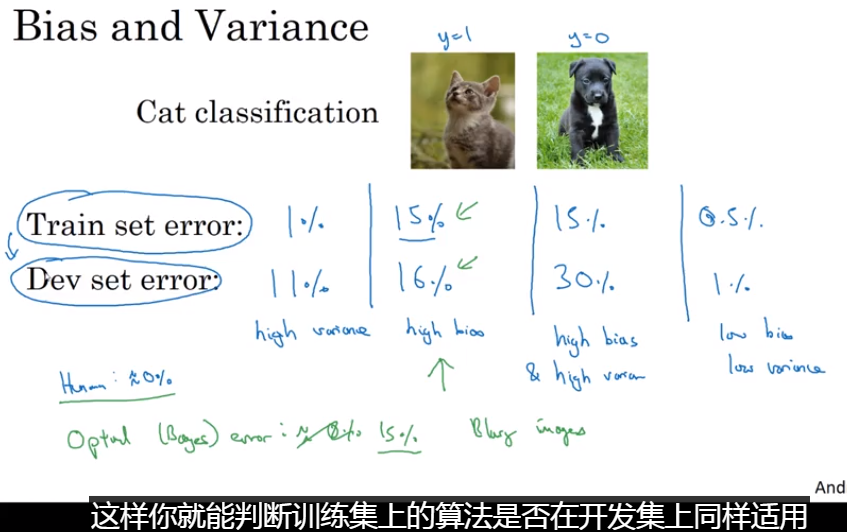 Bias and Variance
y=1 y=0
Cat classification
Train set error: 1% 15% 15% 0.5%
Dev set error: 11% 16% 30% 1%
high variance high bias high bias low bias
& high varian low variance
Human: ≈0%
Optimal (Bayes) error: ≈ 0% 15% Blurry images
And
这样你就能判断训练集上的算法是否在开发集上同样适用